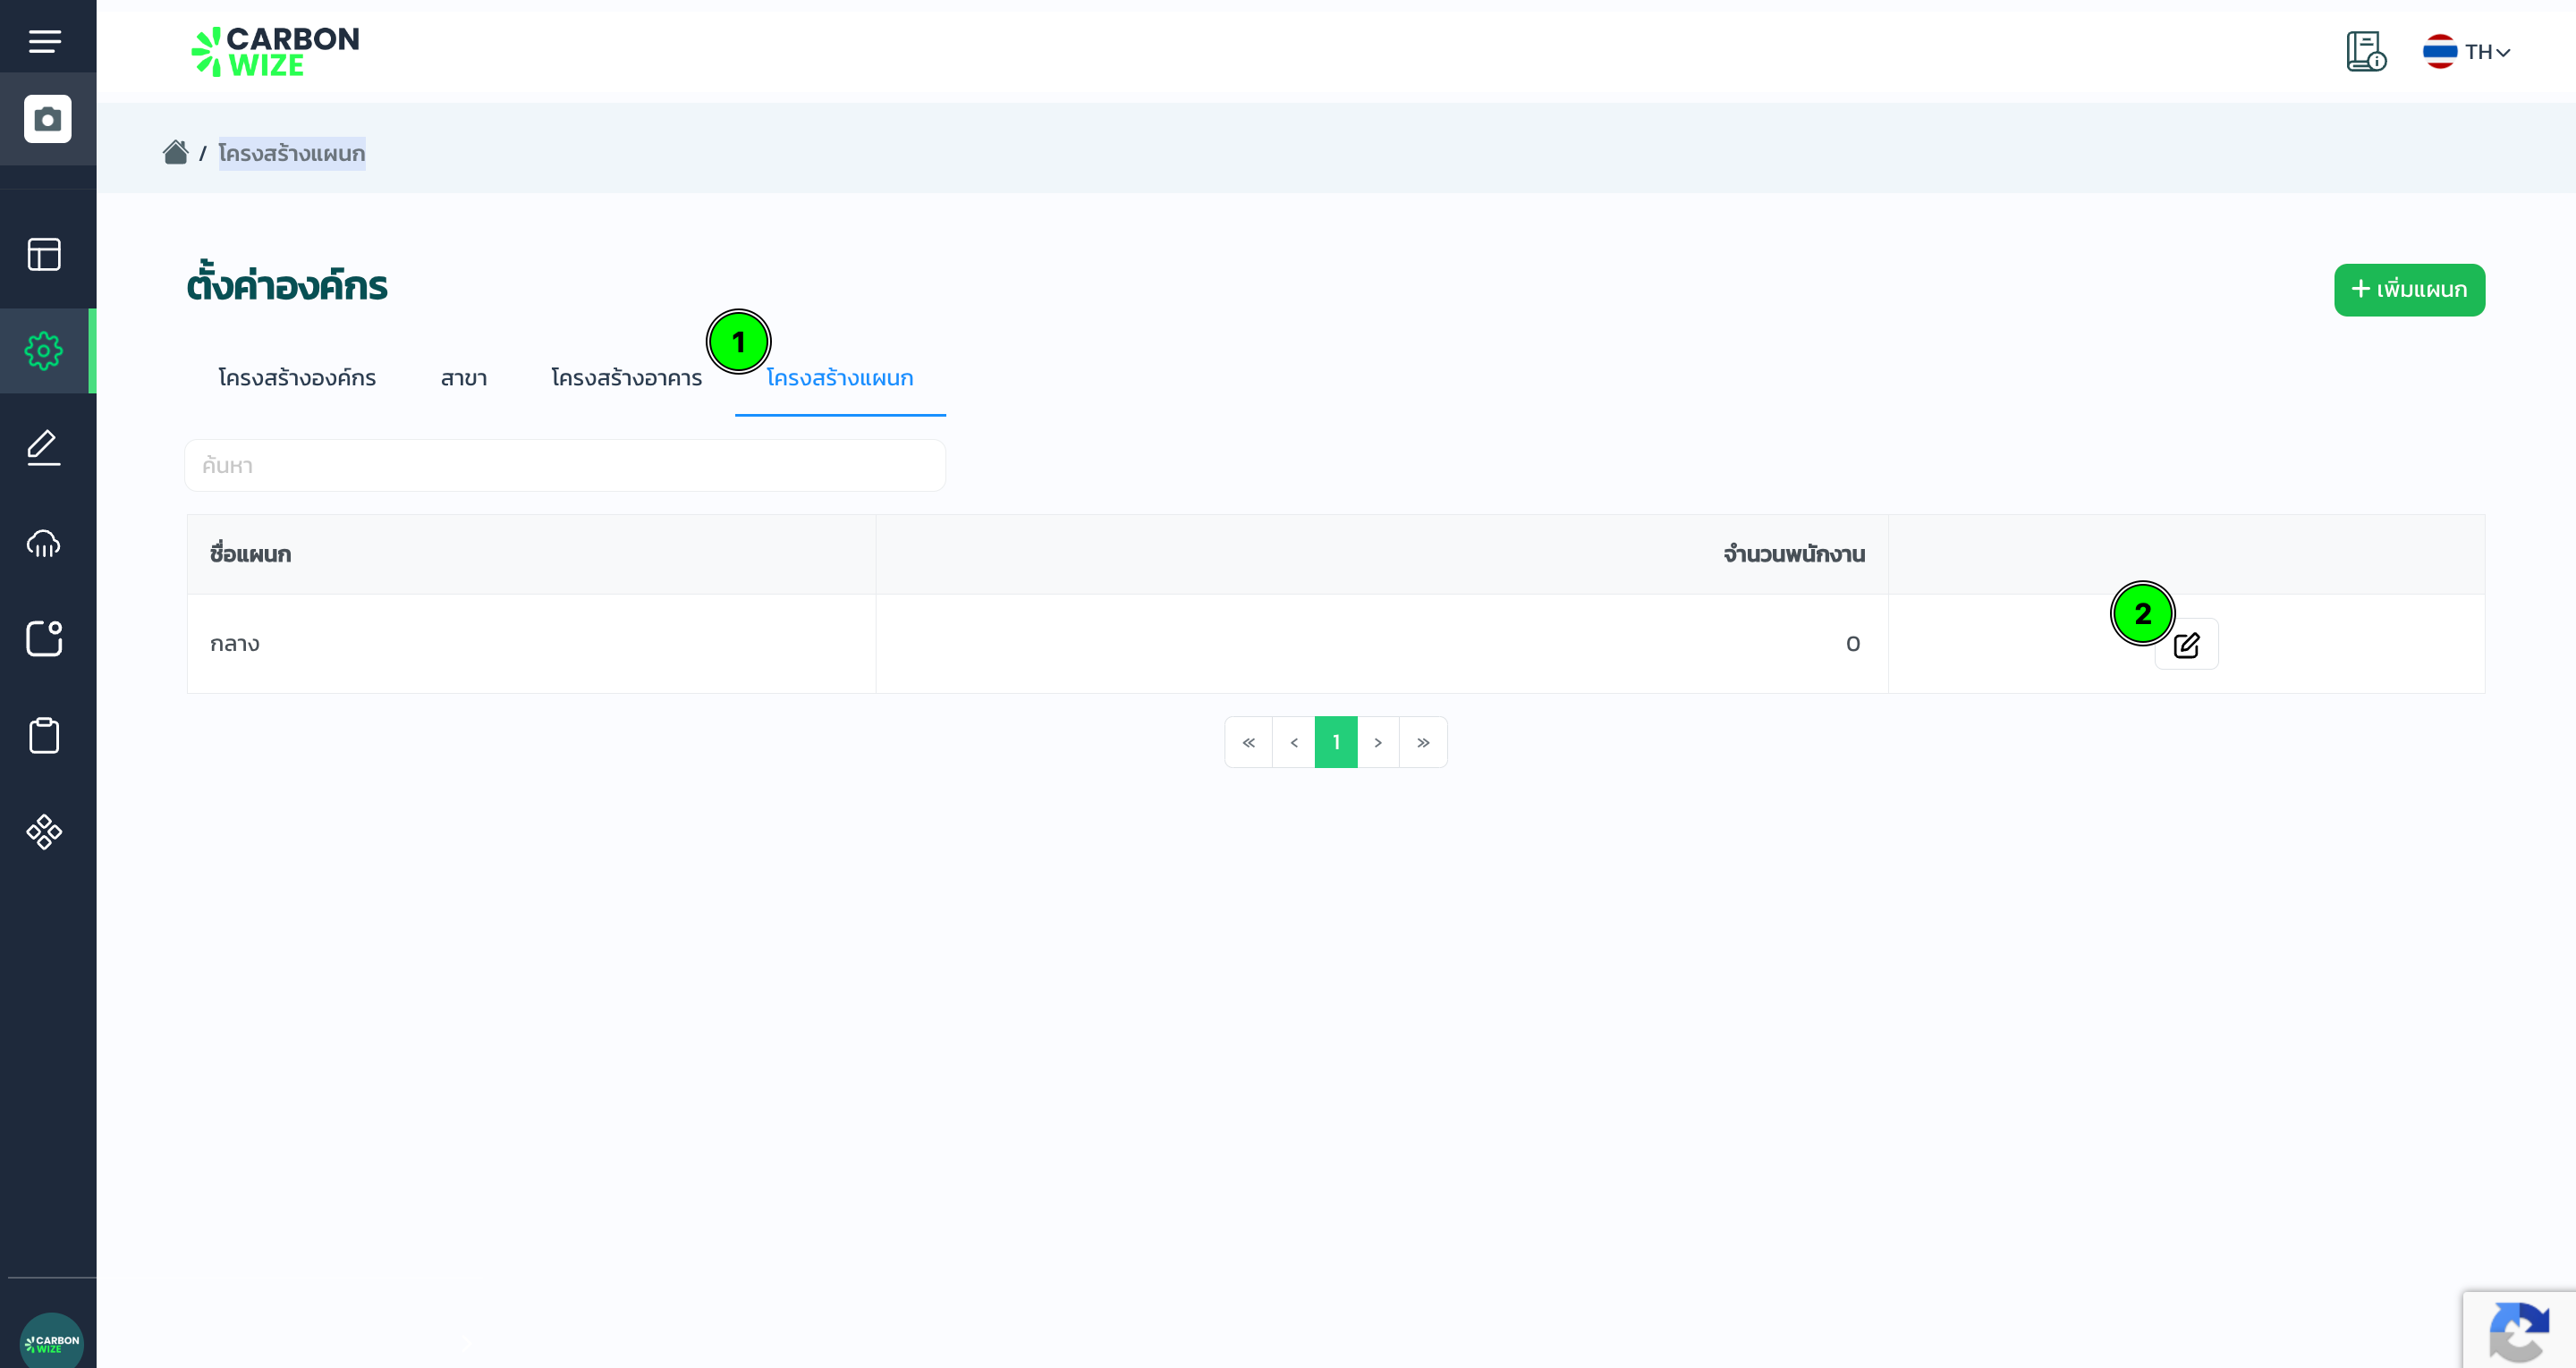 CARBON
WIZE
TH
/ โครงสร้างแผนก
ตั้งค่าองค์กร
+ เพิ่มแผนก
1
โครงสร้างองค์กร สาขา โครงสร้างอาคาร โครงสร้างแผนก
ค้นหา
ชื่อแผนก จำนวนพนักงาน
2
กลาง 0
« < 1 > »
CARBON
WIZE